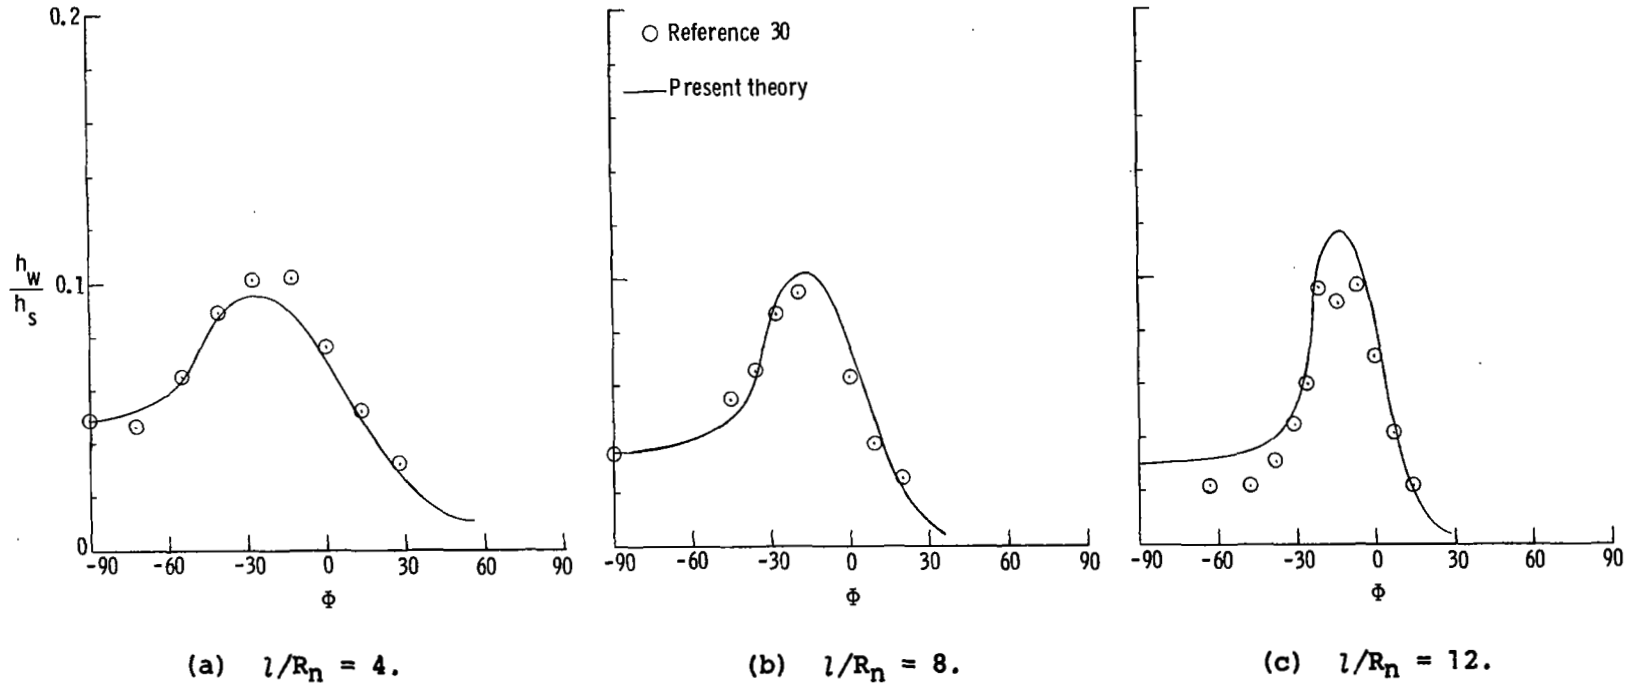 0.2
0.1
0
h_w
h_s
-90 -60 -30 0 30 60 90
Φ
(a) l/R_n = 4.
Reference 30
Present theory
-90 -60 -30 0 30 60 90
Φ
(b) l/R_n = 8.
-90 -60 -30 0 30 60 90
Φ
(c) l/R_n = 12.